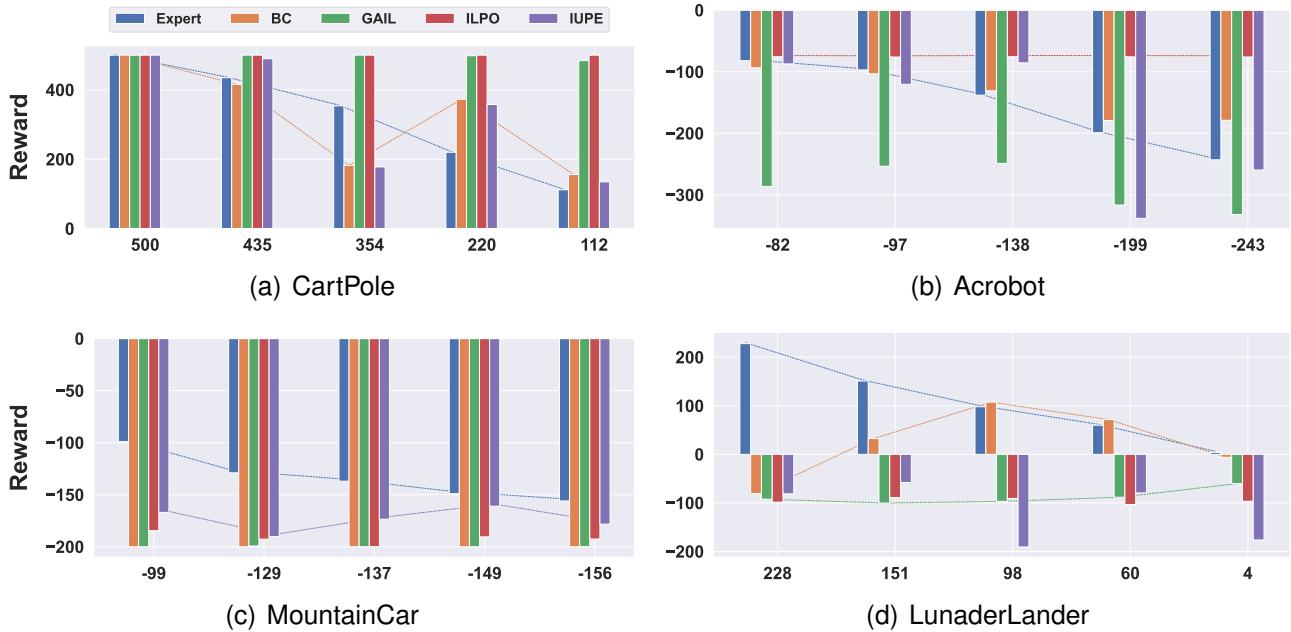 Expert BC GAIL ILPO IUPE
Reward
400
200
0
500 435 354 220 112
(a) CartPole
0
−100
−200
−300
-82 -97 -138 -199 -243
(b) Acrobot
Reward
0
−50
−100
−150
−200
-99 -129 -137 -149 -156
(c) MountainCar
200
100
0
−100
−200
228 151 98 60 4
(d) LunaderLander